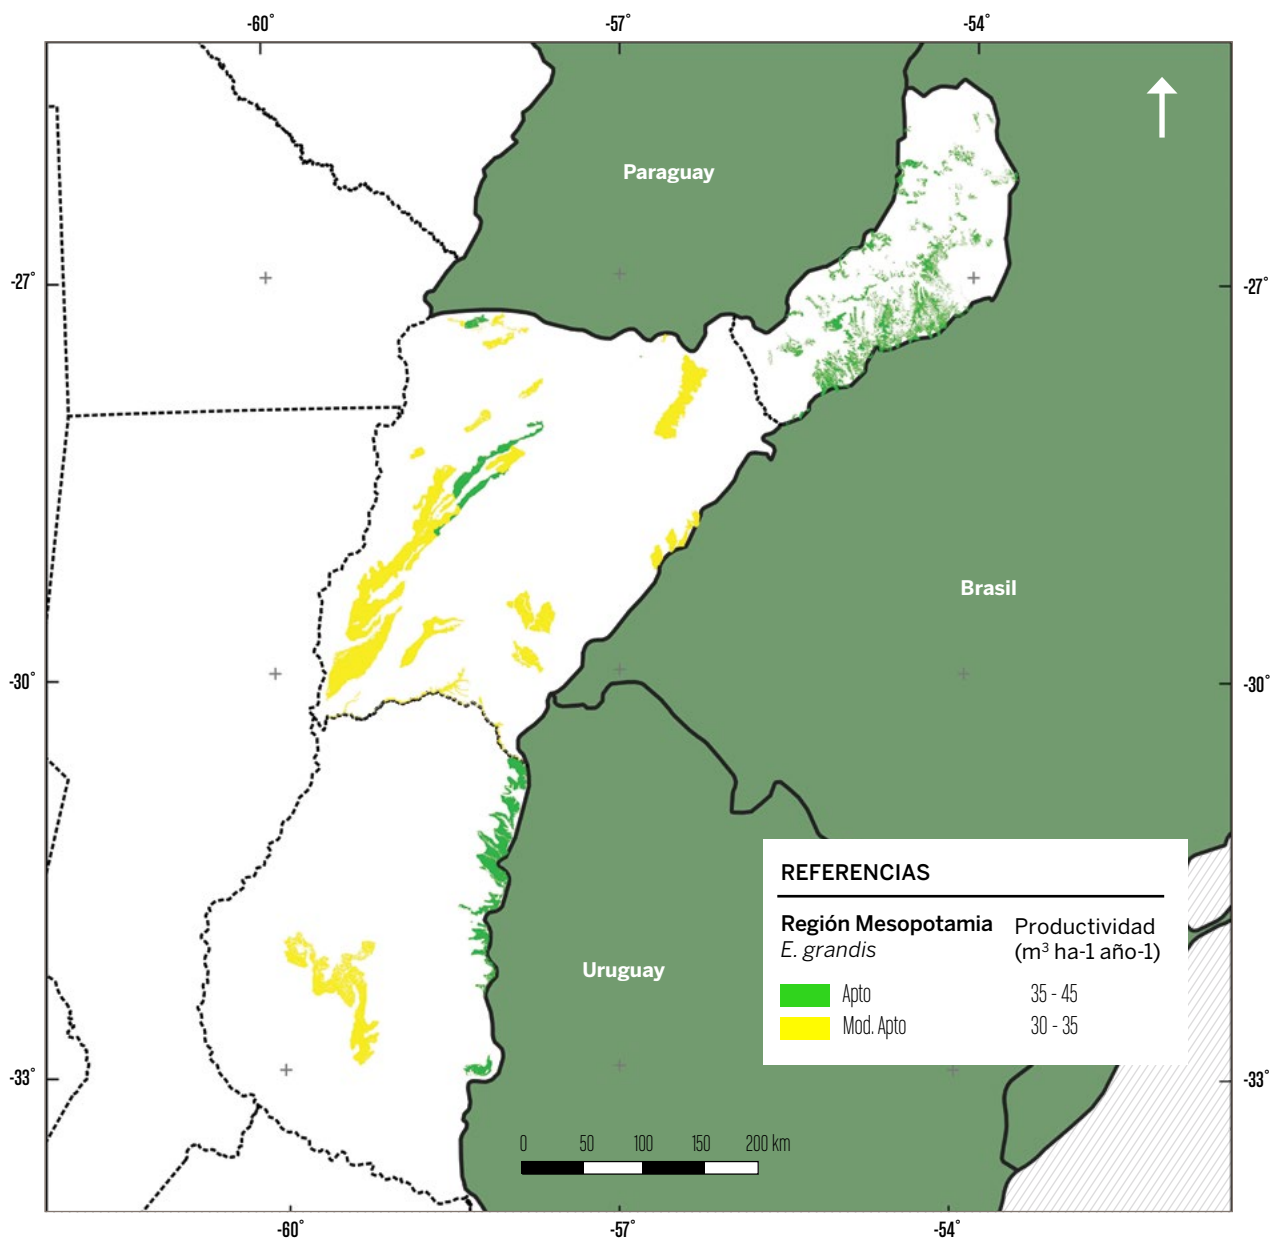 -60° -57° -54°
Paraguay
-27° -27°
Brasil
-30° -30°
REFERENCIAS
Región Mesopotamia Productividad
E. grandis (m³ ha-1 año-1)
Apto 35 - 45
Mod. Apto 30 - 35
Uruguay
-33° -33°
0 50 100 150 200 km
-60° -57° -54°